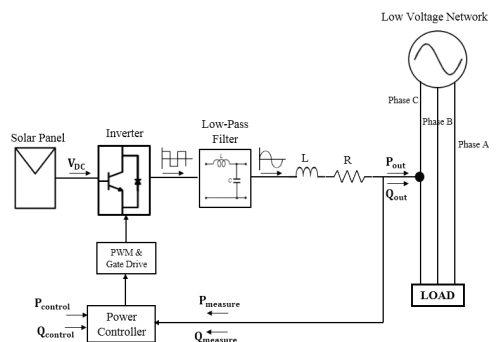 Low Voltage Network
Phase C
Phase B
Phase A
Solar Panel
Inverter
Low-Pass
Filter
V_DC
L
C
L
R
P_out
Q_out
PWM &
Gate Drive
LOAD
P_control
Q_control
Power
Controller
P_measure
Q_measure